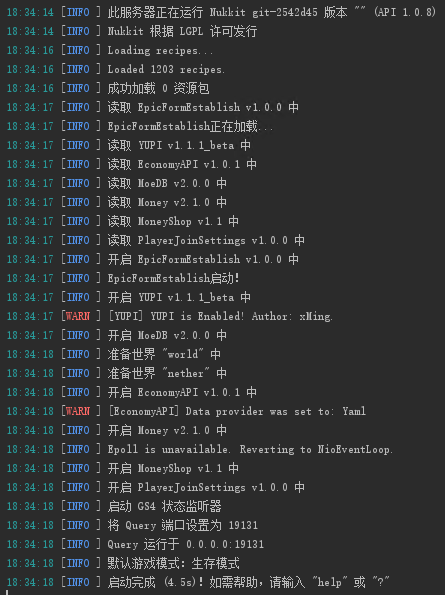 18:34:14 [INFO ] 此服务器正在运行 Nukkit git-2542d45 版本 "" (API 1.0.8)
18:34:14 [INFO ] Nukkit 根据 LGPL 许可发行
18:34:16 [INFO ] Loading recipes...
18:34:16 [INFO ] Loaded 1203 recipes.
18:34:16 [INFO ] 成功加载 0 资源包
18:34:17 [INFO ] 读取 EpicFormEstablish v1.0.0 中
18:34:17 [INFO ] EpicFormEstablish正在加载...
18:34:17 [INFO ] 读取 YUPI v1.1.1_beta 中
18:34:17 [INFO ] 读取 EconomyAPI v1.0.1 中
18:34:17 [INFO ] 读取 MoeDB v2.0.0 中
18:34:17 [INFO ] 读取 Money v2.1.0 中
18:34:17 [INFO ] 读取 MoneyShop v1.1 中
18:34:17 [INFO ] 读取 PlayerJoinSettings v1.0.0 中
18:34:17 [INFO ] 开启 EpicFormEstablish v1.0.0 中
18:34:17 [INFO ] EpicFormEstablish启动!
18:34:17 [INFO ] 开启 YUPI v1.1.1_beta 中
18:34:17 [WARN ] [YUPI] YUPI is Enabled! Author: xMing.
18:34:17 [INFO ] 开启 MoeDB v2.0.0 中
18:34:18 [INFO ] 准备世界 "world" 中
18:34:18 [INFO ] 准备世界 "nether" 中
18:34:18 [INFO ] 开启 EconomyAPI v1.0.1 中
18:34:18 [WARN ] [EconomyAPI] Data provider was set to: Yaml
18:34:18 [INFO ] 开启 Money v2.1.0 中
18:34:18 [INFO ] Epoll is unavailable. Reverting to NioEventLoop.
18:34:18 [INFO ] 开启 MoneyShop v1.1 中
18:34:18 [INFO ] 开启 PlayerJoinSettings v1.0.0 中
18:34:18 [INFO ] 启动 GS4 状态监听器
18:34:18 [INFO ] 将 Query 端口设置为 19131
18:34:18 [INFO ] Query 运行于 0.0.0.0:19131
18:34:18 [INFO ] 默认游戏模式：生存模式
18:34:18 [INFO ] 启动完成 (4.5s)! 如需帮助，请输入 "help" 或 "?"